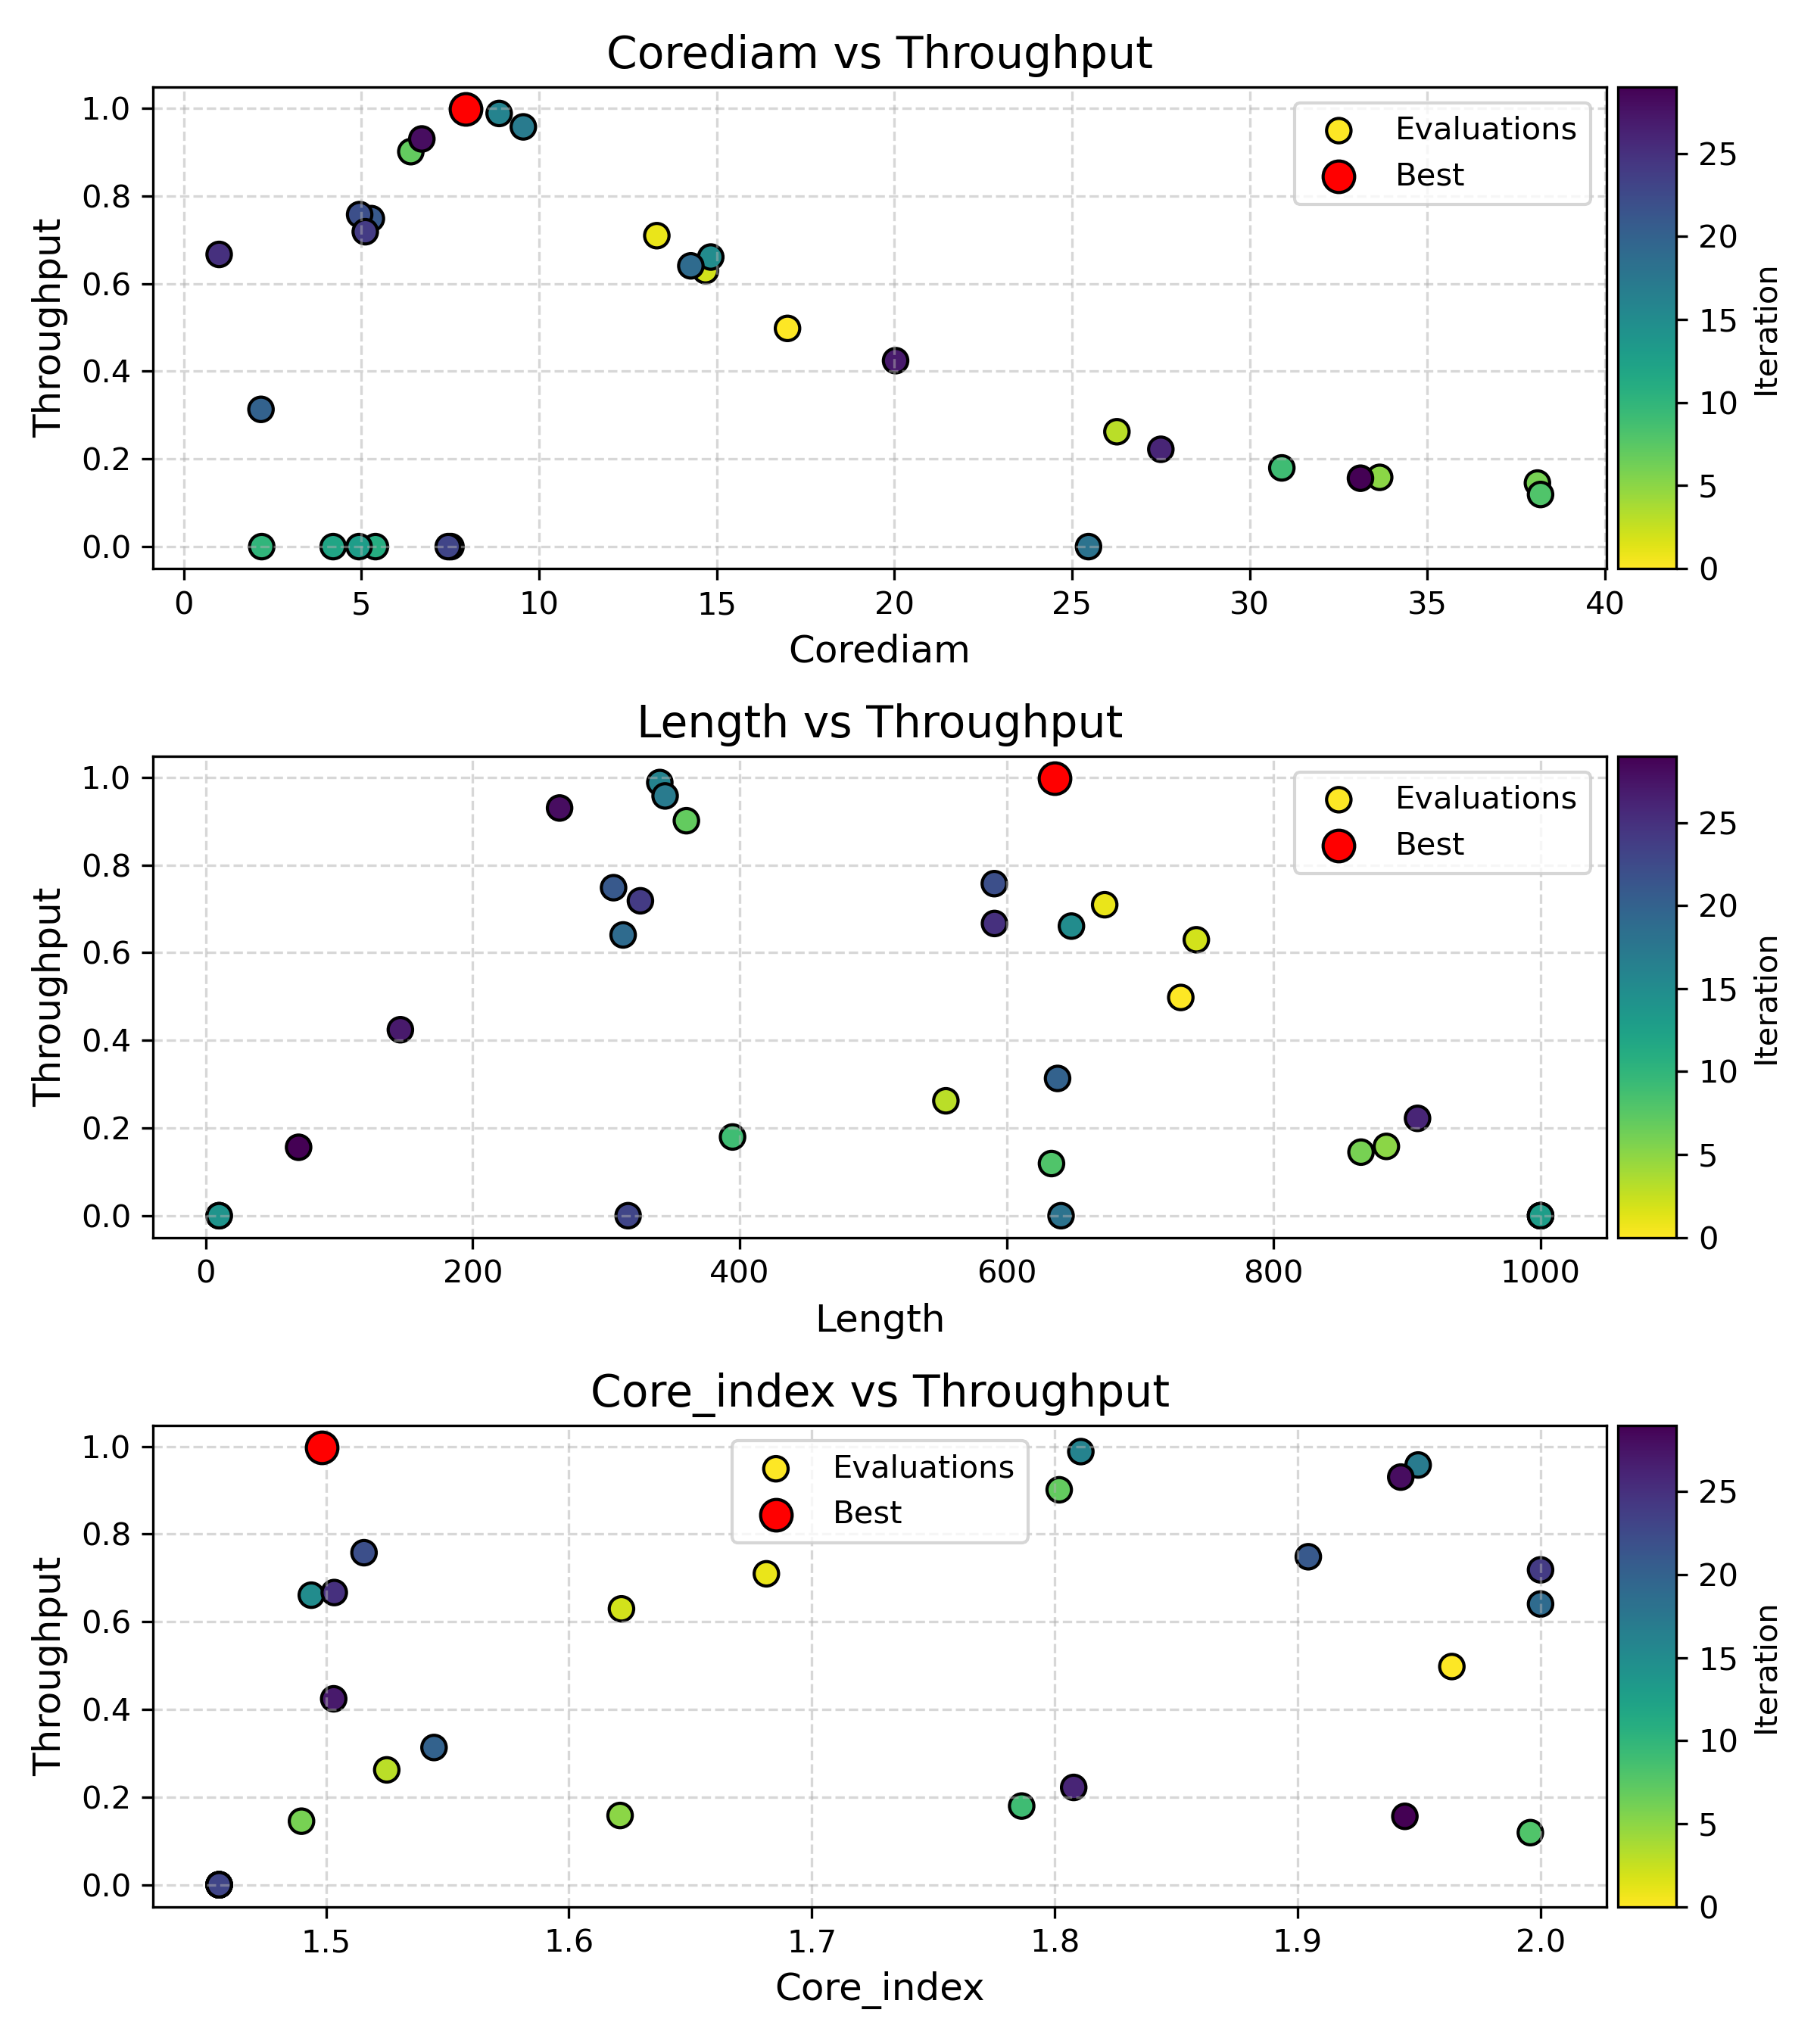 Corediam vs Throughput
Throughput
1.0
0.8
0.6
0.4
0.2
0.0
0 5 10 15 20 25 30 35 40
Corediam
Evaluations
Best
25
20
15
10
5
0
Iteration
Length vs Throughput
Throughput
1.0
0.8
0.6
0.4
0.2
0.0
0 200 400 600 800 1000
Length
Evaluations
Best
25
20
15
10
5
0
Iteration
Core_index vs Throughput
Throughput
1.0
0.8
0.6
0.4
0.2
0.0
1.5 1.6 1.7 1.8 1.9 2.0
Core_index
Evaluations
Best
25
20
15
10
5
0
Iteration